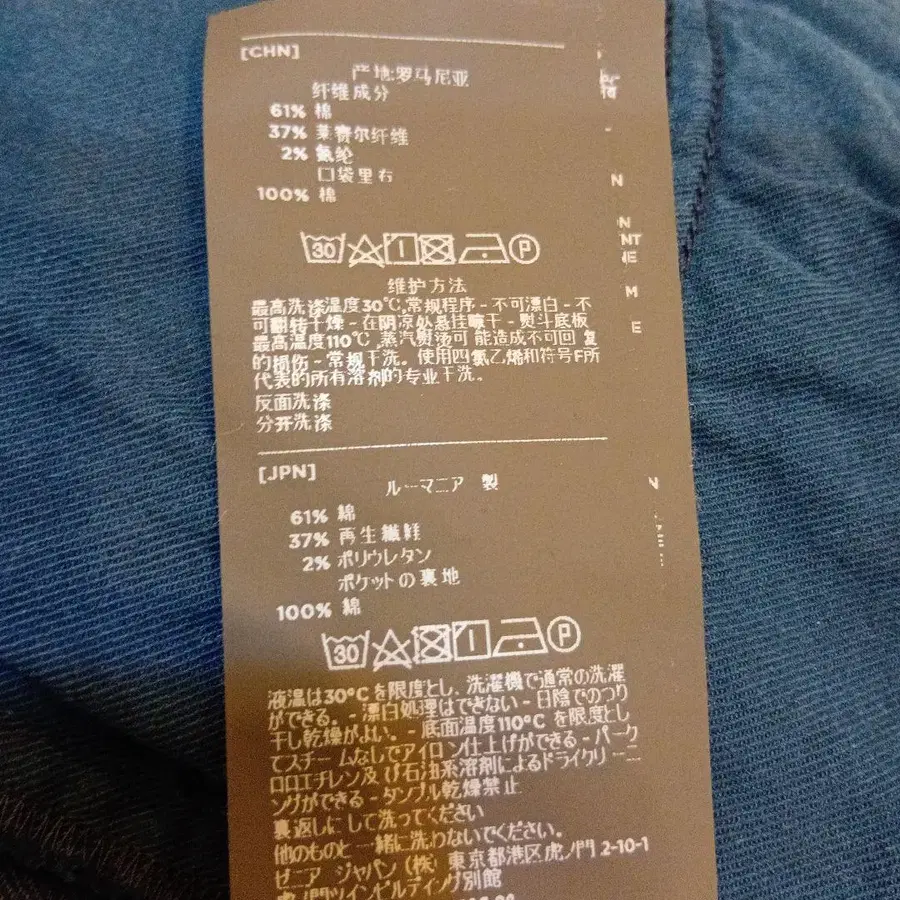 [CHN]
产地:罗马尼亚
纤维成分
61% 棉
37% 莱赛尔纤维
2% 氨纶
口袋里布
100% 棉
30 P
维护方法
最高洗涤温度30°C,常规程序 - 不可漂白 - 不
可翻转干燥 - 在阴凉处悬挂晾干 - 熨斗底板
最高温度110°C, 蒸汽熨烫可 能造成不可回 复
的损伤 - 常规干洗。使用四氯乙烯和符号F所
代表的所有溶剂的专业干洗。
反面洗涤
分开洗涤
[JPN]
ルーマニア 製
61% 綿
37% 再生繊維
2% ポリウレタン
ポケットの裏地
100% 綿
30 P
液温は30°C を限度とし、洗濯機で通常の洗濯
ができる。 - 漂白処理はできない - 日陰でのつり
干し乾燥がよい。 - 底面温度110°C を限度とし
てスチームなしでアイロン仕上げができる - パーク
ロロエチレン及び石油系溶剤によるドライクリーニ
ングができる - タンブル乾燥禁止
裏返しに して洗ってください
他のものと一緒に洗わないでください。
ゼニア ジャパン (株) 東京都港区虎ノ門 2-10-1
虎ノ門ツインビルディング別館
N
N
NT
IE
M
E
N